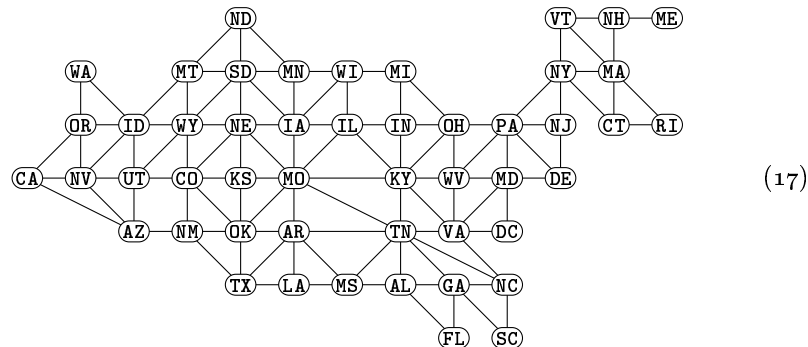 ND VT NH ME
WA MT SD MN WI MI NY MA
OR ID WY NE IA IL IN OH PA NJ CT RI
CA NV UT CO KS MO KY WV MD DE (17)
AZ NM OK AR TN VA DC
TX LA MS AL GA NC
FL SC